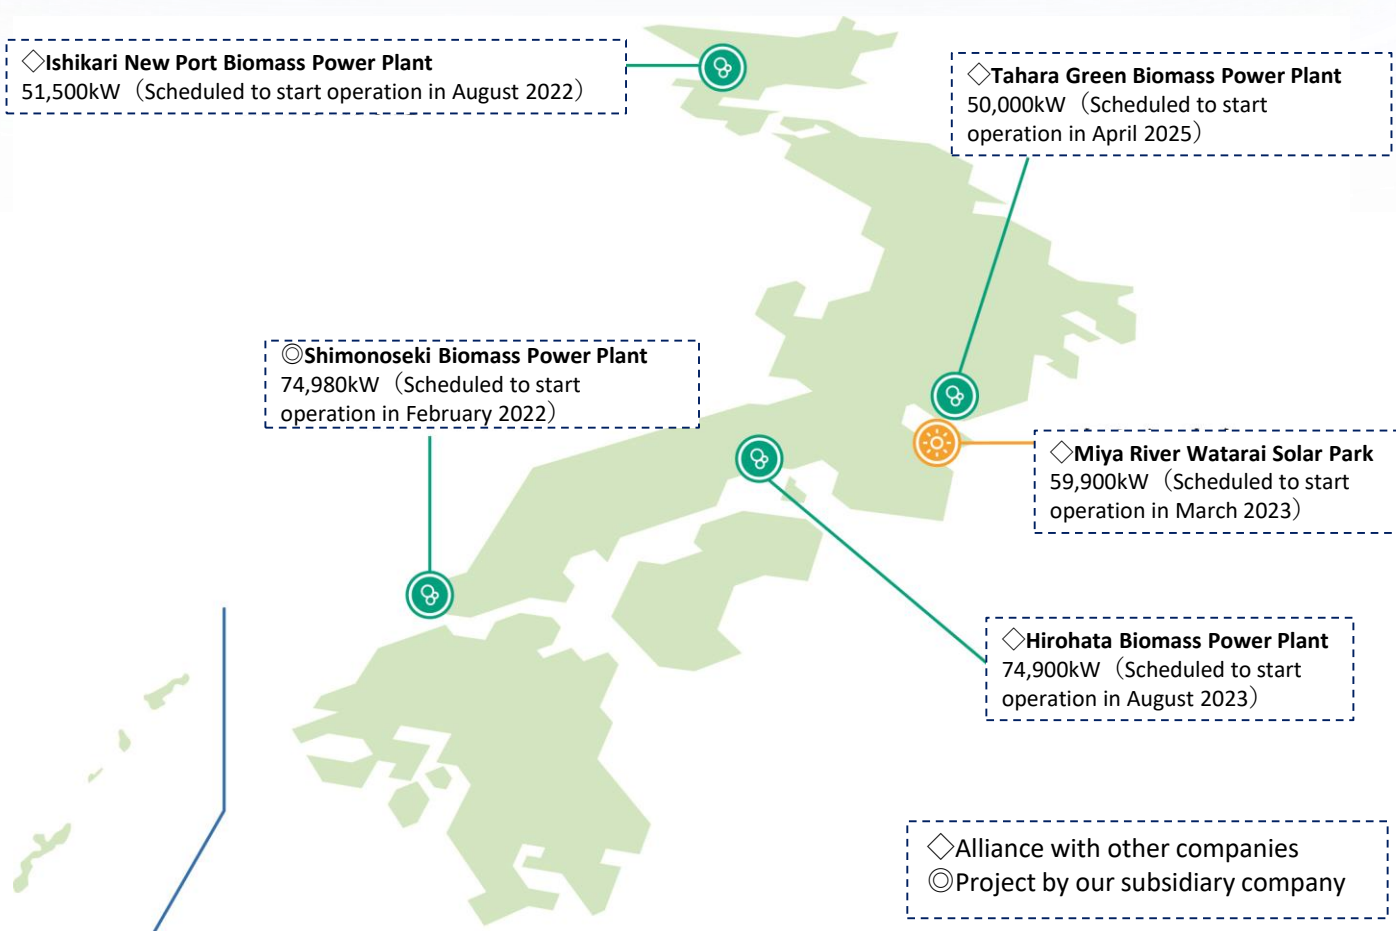 ◇Ishikari New Port Biomass Power Plant
51,500kW（Scheduled to start operation in August 2022）
◇Tahara Green Biomass Power Plant
50,000kW（Scheduled to start
operation in April 2025）
◎Shimonoseki Biomass Power Plant
74,980kW（Scheduled to start
operation in February 2022）
◇Miya River Watarai Solar Park
59,900kW（Scheduled to start
operation in March 2023）
◇Hirohata Biomass Power Plant
74,900kW（Scheduled to start
operation in August 2023）
◇Alliance with other companies
◎Project by our subsidiary company